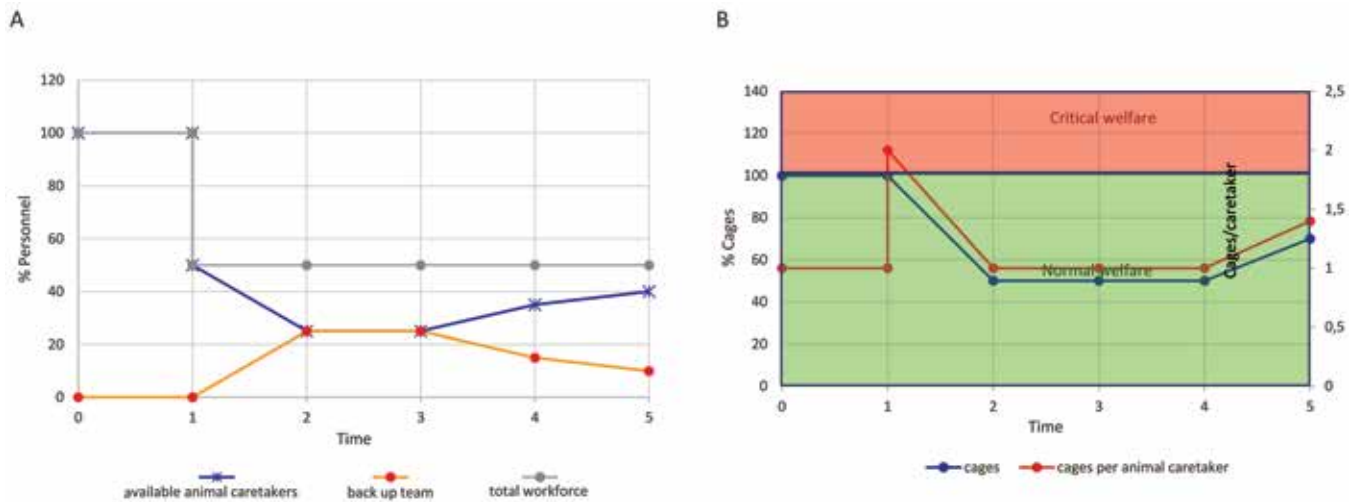 A
120
100
80
60
40
20
0
% Personnel
0 1 2 3 4 5
Time
available animal caretakers back up team total workforce
B
140
120
100
80
60
40
20
0
% Cages
2,5
2
1,5
1
0,5
0
Cages/caretaker
Critical welfare
Normal welfare
0 1 2 3 4 5
Time
cages cages per animal caretaker